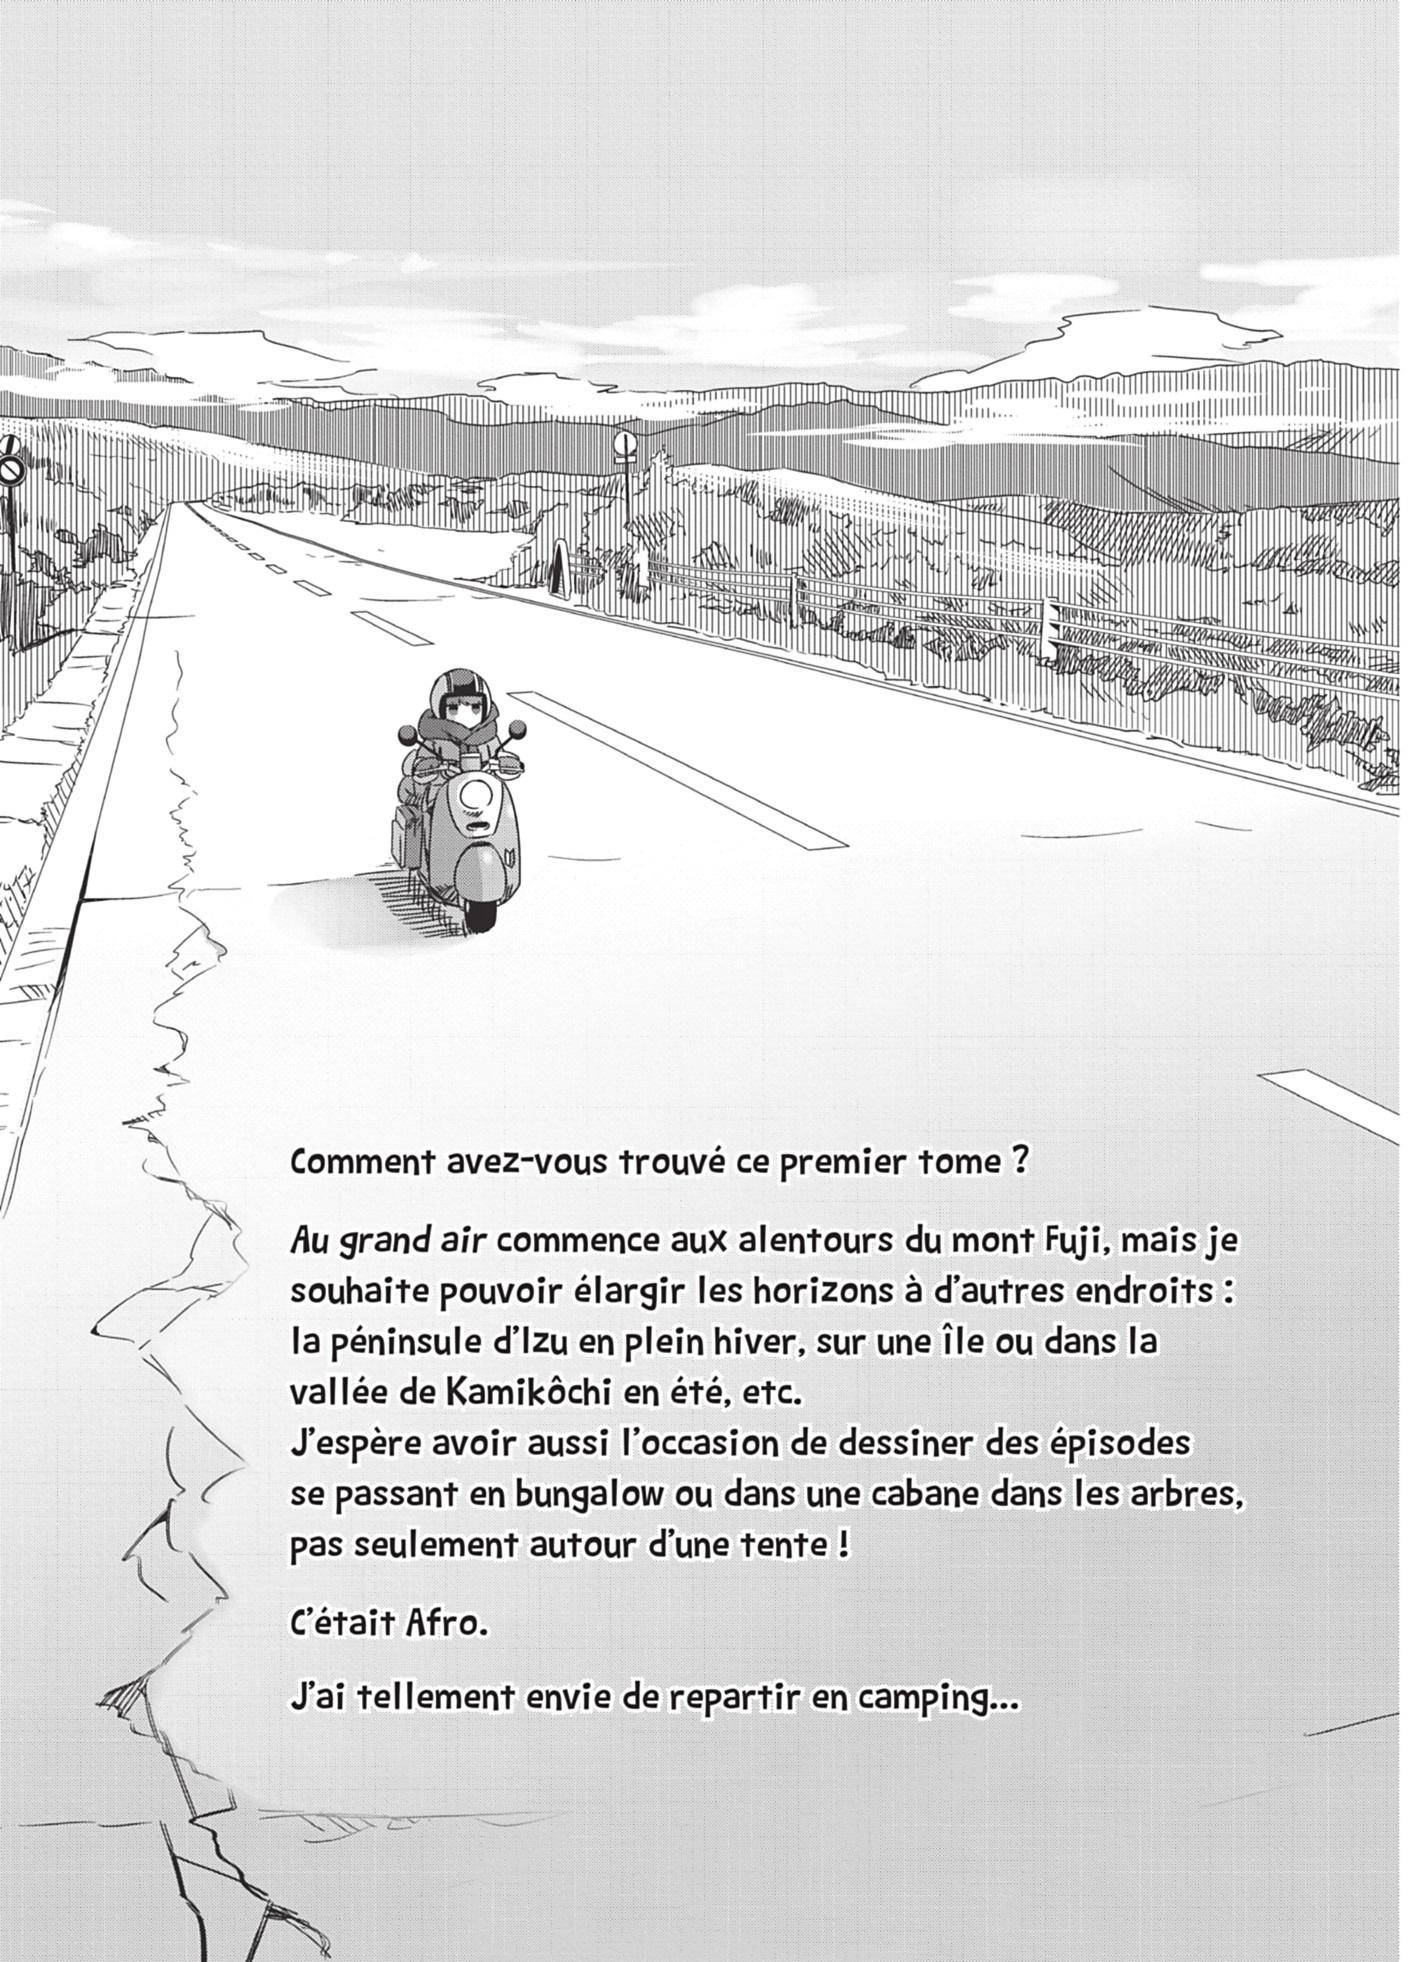 Comment avez-vous trouvé ce premier tome ?
Au grand air commence aux alentours du mont Fuji, mais je
souhaite pouvoir élargir les horizons à d'autres endroits :
la péninsule d'Izu en plein hiver, sur une île ou dans la
vallée de Kamikôchi en été, etc.
J'espère avoir aussi l'occasion de dessiner des épisodes
se passant en bungalow ou dans une cabane dans les arbres,
pas seulement autour d'une tente !
C'était Afro.
J'ai tellement envie de repartir en camping...